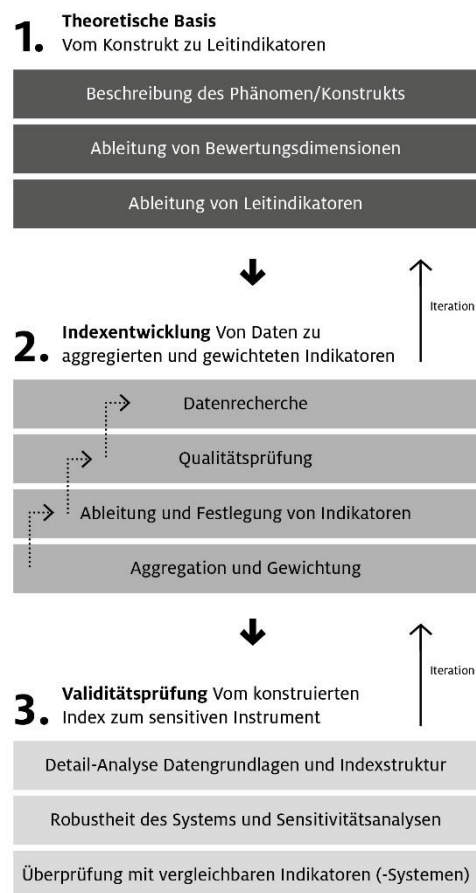 1. Theoretische Basis
Vom Konstrukt zu Leitindikatoren
Beschreibung des Phänomen/Konstrukts
Ableitung von Bewertungsdimensionen
Ableitung von Leitindikatoren
Iteration
2. Indexentwicklung Von Daten zu
aggregierten und gewichteten Indikatoren
Datenrecherche
Qualitätsprüfung
Ableitung und Festlegung von Indikatoren
Aggregation und Gewichtung
Iteration
3. Validitätsprüfung Vom konstruierten
Index zum sensitiven Instrument
Detail-Analyse Datengrundlagen und Indexstruktur
Robustheit des Systems und Sensitivitätsanalysen
Überprüfung mit vergleichbaren Indikatoren (-Systemen)